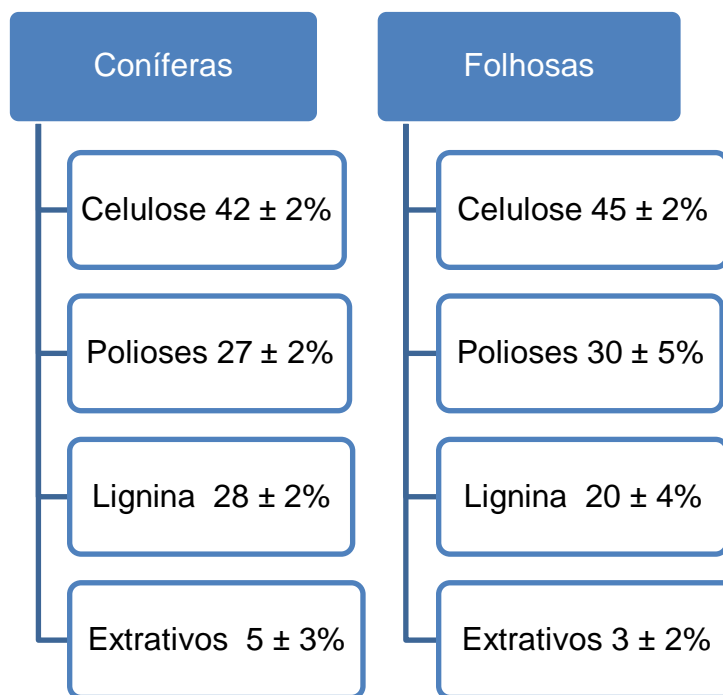 Coníferas
Celulose 42 ± 2%
Polioses 27 ± 2%
Lignina 28 ± 2%
Extrativos 5 ± 3%
Folhosas
Celulose 45 ± 2%
Polioses 30 ± 5%
Lignina 20 ± 4%
Extrativos 3 ± 2%